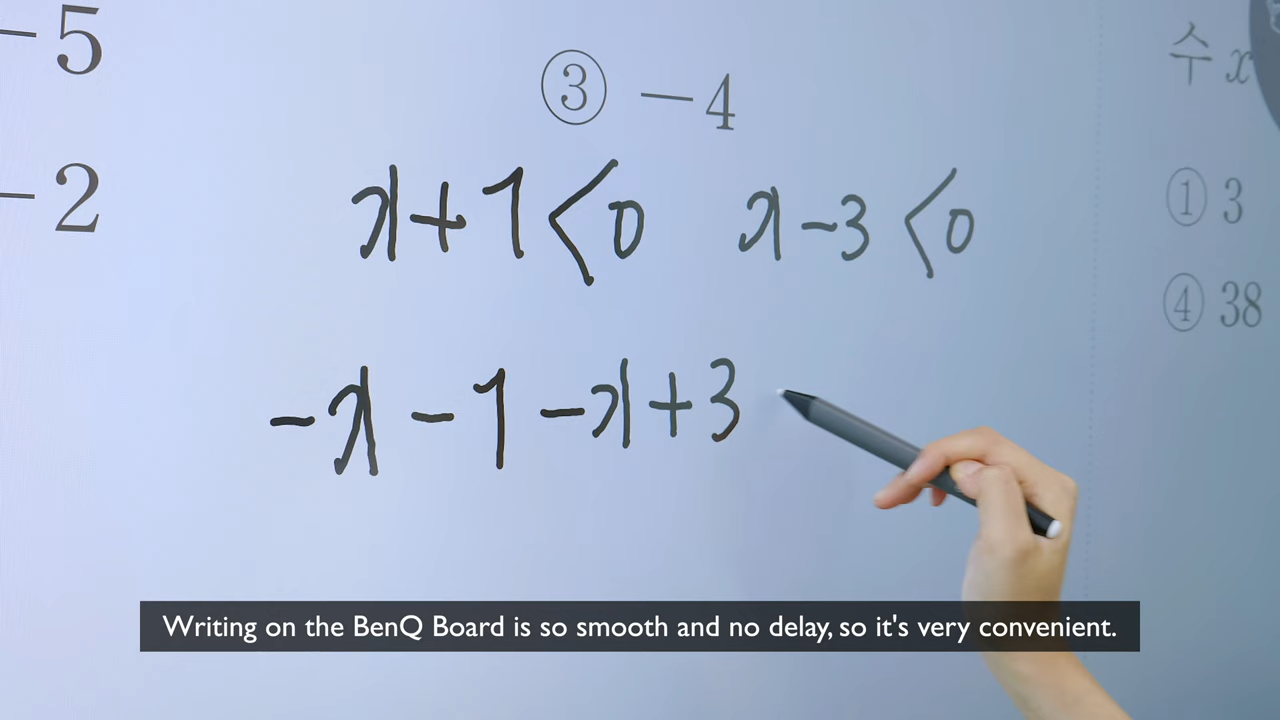 -5
③ -4
수 x
-2
x+1<0 x-3<0
① 3
④ 38
-x-1-x+3
Writing on the BenQ Board is so smooth and no delay, so it's very convenient.